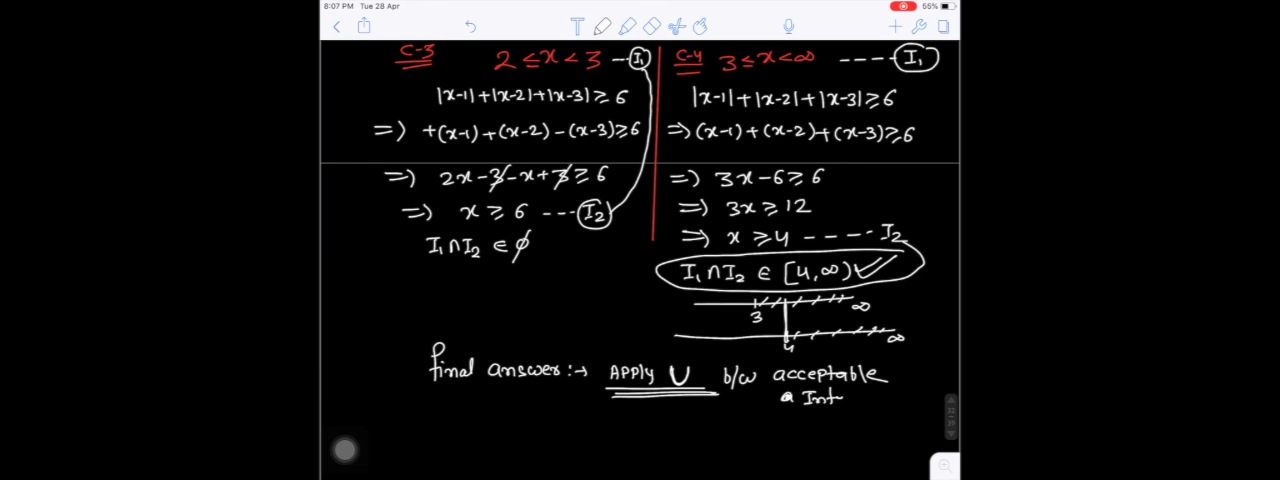 8:07 PM Tue 28 Apr
55%
C-3 2 ≤ x < 3 ---I₁
|x-1|+|x-2|+|x-3| ≥ 6
=> +(x-1)+(x-2)-(x-3) ≥ 6
=> 2x-3-x+3 ≥ 6
=> x ≥ 6 ---I₂
I₁∩I₂ ∈ ϕ
C-4 3 ≤ x < ∞ ----I₁
|x-1|+|x-2|+|x-3| ≥ 6
=> (x-1)+(x-2)+(x-3) ≥ 6
=> 3x-6 ≥ 6
=> 3x ≥ 12
=> x ≥ 4 -----I₂
I₁∩I₂ ∈ [4,∞)
3 ∞
4 ∞
final answer:→ APPLY U b/w acceptable
Int